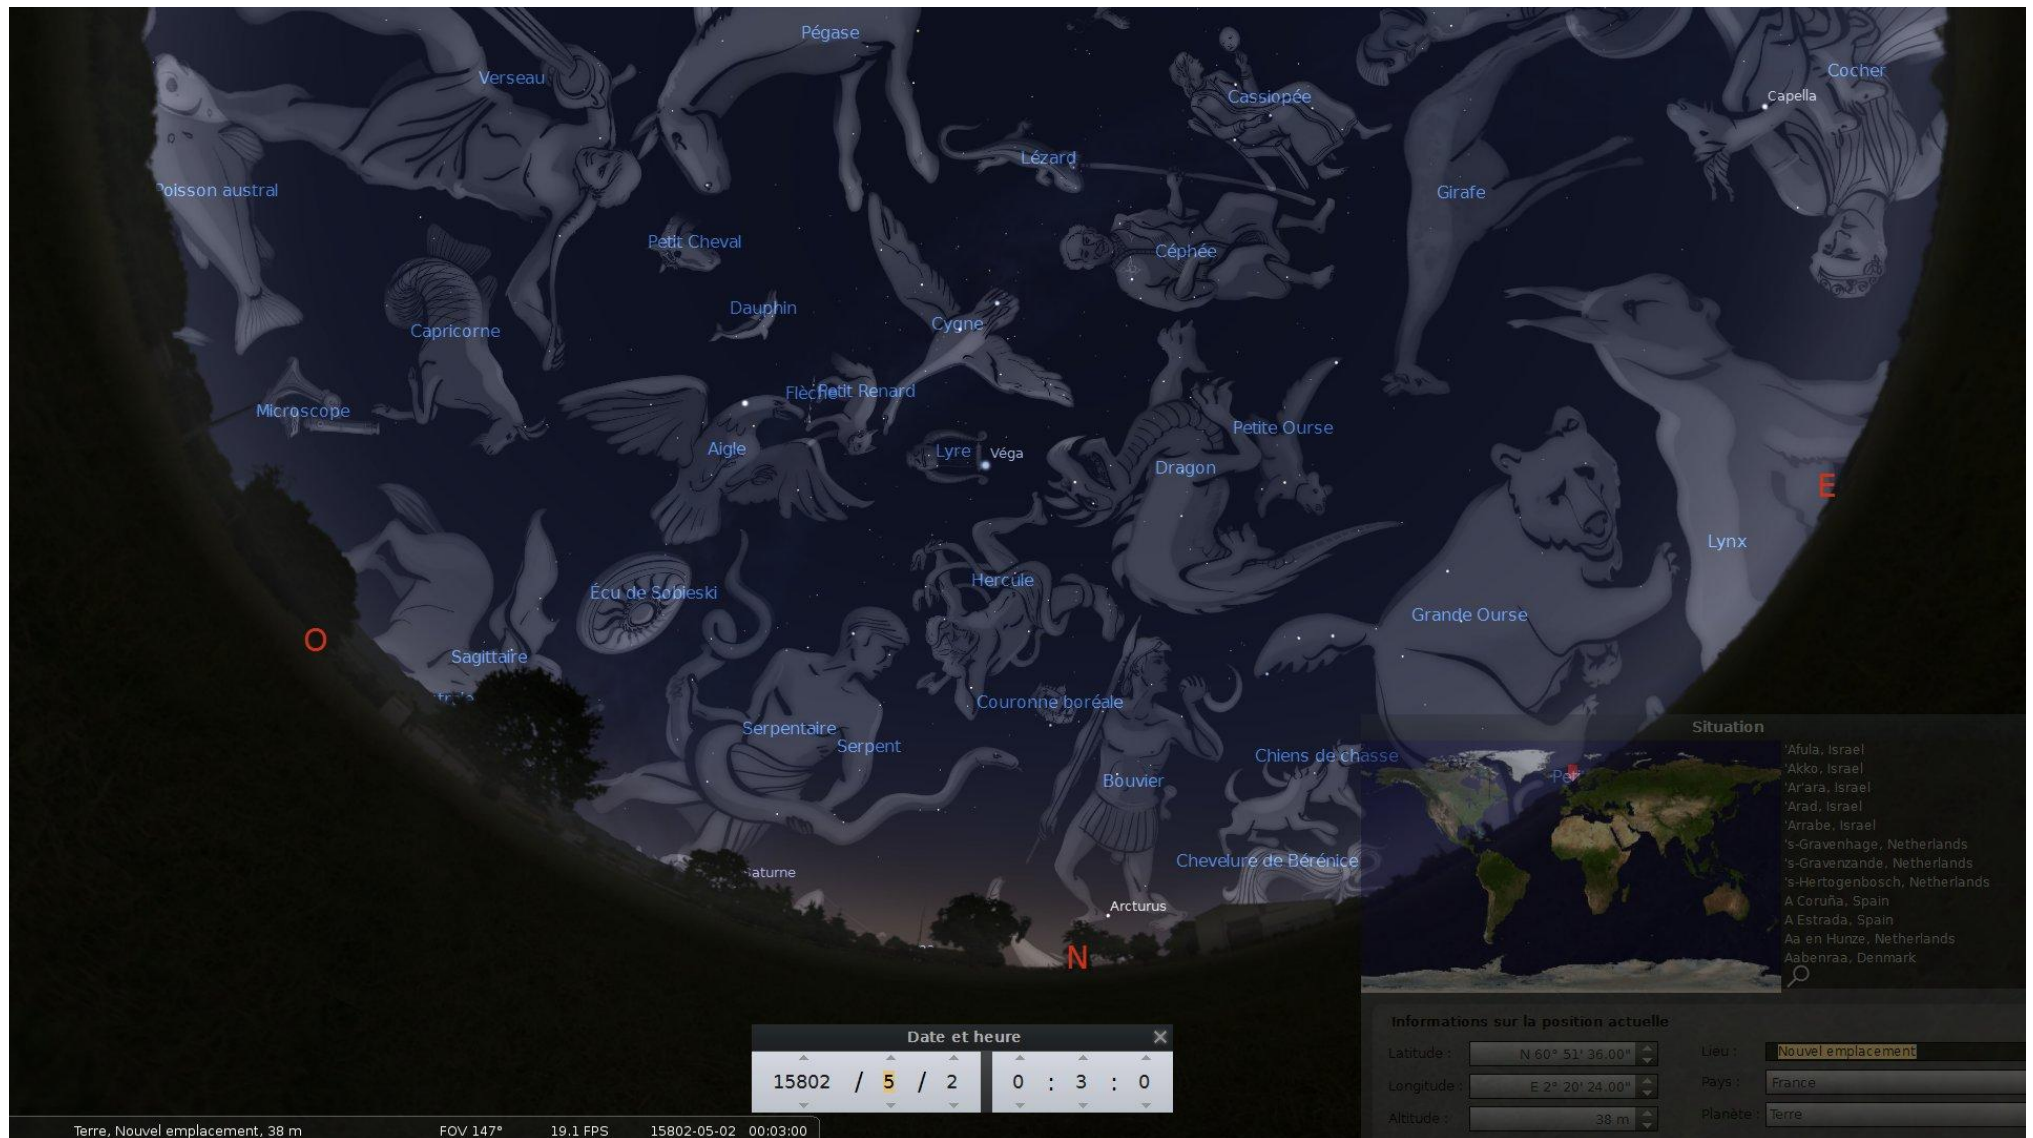 Pégase
Verseau
Cassiopée
Cocher
Capella
Lézard
Poisson austral
Girafe
Petit Cheval
Céphée
Dauphin
Cygne
Capricorne
Flèche
Petit Renard
Microscope
Aigle
Lyre
Véga
Petite Ourse
Dragon
E
Lynx
Hercule
Écu de Sobieski
Grande Ourse
O
Sagittaire
Couronne boréale
Serpentaire
Serpent
Chiens de chasse
Bouvier
Chevelure de Bérénice
aturne
Arcturus
N
Situation
'Afula, Israel
'Akko, Israel
'Ar'ara, Israel
'Arad, Israel
'Arrabe, Israel
's-Gravenhage, Netherlands
's-Gravenzande, Netherlands
's-Hertogenbosch, Netherlands
A Coruña, Spain
A Estrada, Spain
Aa en Hunze, Netherlands
Aabenraa, Denmark
Informations sur la position actuelle
Latitude : N 60° 51' 36.00" Lieu : Nouvel emplacement
Longitude : E 2° 20' 24.00" Pays : France
Altitude : 38 m Planète : Terre
Date et heure
15802 / 5 / 2 0 : 3 : 0
Terre, Nouvel emplacement, 38 m FOV 147° 19.1 FPS 15802-05-02 00:03:00